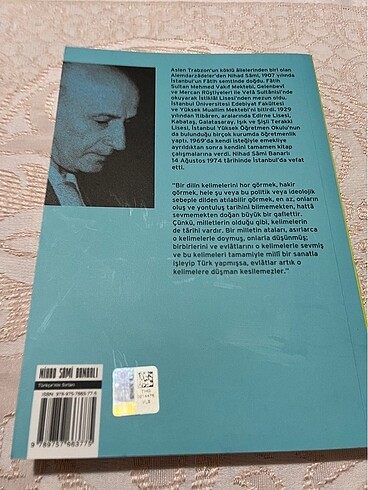 Aslen Trabzon'un köklü âilelerinden biri olan
Alemdarzâdeler'den Nihad Sâmi, 1907 yılında
İstanbul'un Fâtih semtinde doğdu. Fâtih
Sultan Mehmed Vakıf Mektebi, Gelenbevî
ve Mercan Rüştiyeleri ile Vefâ Sultânîsi'nde
okuyarak İstiklâl Lisesi'nden mezun oldu.
İstanbul Üniversitesi Edebiyat Fakültesi
ve Yüksek Muallim Mektebi'ni bitirdi. 1929
yılından îtibâren, aralarında Edirne Lisesi,
Kabataş, Galatasaray, Işık ve Şişli Terakki
Lisesi, İstanbul Yüksek Öğretmen Okulu'nun
da bulunduğu birçok kurumda öğretmenlik
yaptı. 1969'da kendi isteğiyle emekliye
ayrıldıktan sonra kendini tamamen kitap
çalışmalarına verdi. Nihad Sâmi Banarlı
14 Ağustos 1974 târihinde İstanbul'da vefat
etti.
"Bir dilin kelimelerini hor görmek, hakir
görmek, hele şu veya bu politik veya ideolojik
sebeple dilden atılabilir görmek, en az, onların
oluş ve yontuluş tarihini bilmemekten, hattâ
sevmemekten doğan büyük bir gaflettir.
Çünkü, milletlerin olduğu gibi, kelimelerin
de târihi vardır. Bir milletin ataları, asırlarca
o kelimelerle doymuş, onlarla düşünmüş;
birbirlerini ve evlâtlarını o kelimelerle sevmiş
ve bu kelimeleri tamamiyle millî bir sanatla
işleyip Türk yapmışsa, evlâtlar artık o
kelimelere düşman kesilemezler."
NİHAD SÂMİ BANARLI
Türkçe'nin Sırları
ISBN: 978-975-7663-77-5
9 789757 663775